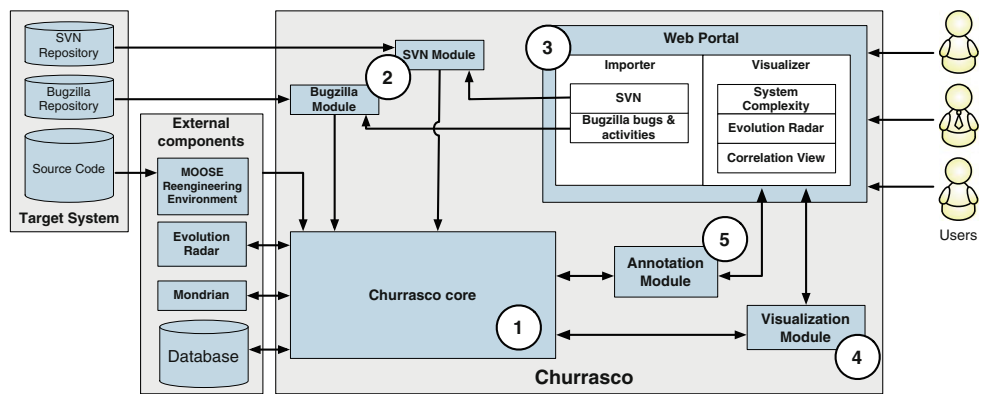 SVN
Repository
Bugzilla
Repository
Source Code
Target System
External
components
MOOSE
Reengineering
Environment
Evolution
Radar
Mondrian
Database
SVN Module
2
Bugzilla
Module
3
Web Portal
Importer
SVN
Bugzilla bugs &
activities
Visualizer
System
Complexity
Evolution Radar
Correlation View
Users
Churrasco core
1
5
Annotation
Module
Visualization
Module
4
Churrasco